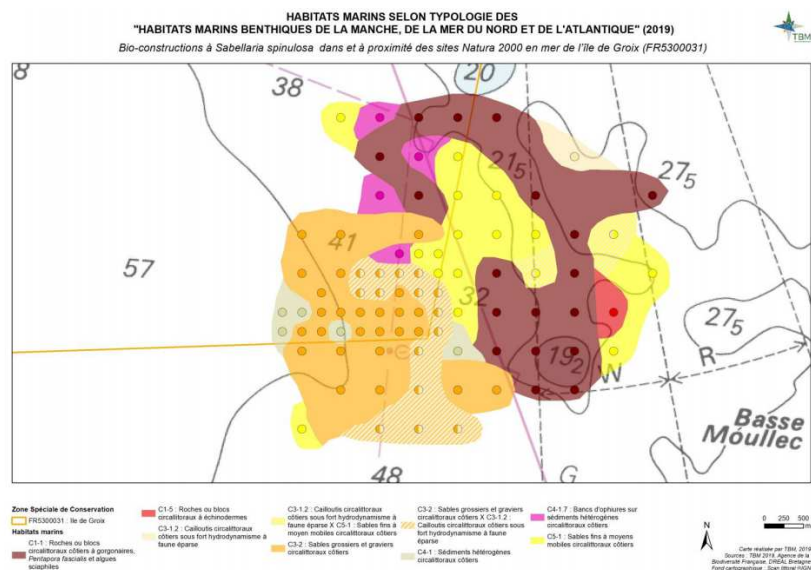 HABITATS MARINS SELON TYPOLOGIE DES
"HABITATS MARINS BENTHIQUES DE LA MANCHE, DE LA MER DU NORD ET DE L'ATLANTIQUE" (2019)
Bio-constructions à Sabellaria spinulosa dans et à proximité des sites Natura 2000 en mer de l'île de Groix (FR5300031)
TBM
8
38
20
21 5
27 5
41
57
32
27 5
19 2
W
R
Basse
Moullec
48
G
Zone Spéciale de Conservation
FR5300031 : Ile de Groix
Habitats marins
C1-1 : Roches ou blocs
circalittoraux côtiers à gorgonaires,
Pentapora fascialis et algues
sciaphiles
C1-5 : Roches ou blocs
circalittoraux à échinodermes
C3-1.2 : Cailloutis circalittoraux
côtiers sous fort hydrodynamisme à
faune éparse
C3-1.2 : Cailloutis circalittoraux
côtiers sous fort hydrodynamisme à
faune éparse X C5-1 : Sables fins à
moyen mobiles circalittoraux côtiers
C3-2 : Sables grossiers et graviers
circalittoraux côtiers
C3-2 : Sables grossiers et graviers
circalittoraux côtiers X C3-1.2 :
Cailloutis circalittoraux côtiers sous
fort hydrodynamisme à faune
éparse
C4-1 : Sédiments hétérogènes
circalittoraux côtiers
C4-1.7 : Bancs d'ophiures sur
sédiments hétérogènes
circalittoraux côtiers
C5-1 : Sables fins à moyens
mobiles circalittoraux côtiers
N
0 250 500
Carte réalisée par TBM, 2019
Sources : TBM 2019, Agence de la
Biodiversité Française, DREAL Bretagne
Fond cartographique : Scan littoral